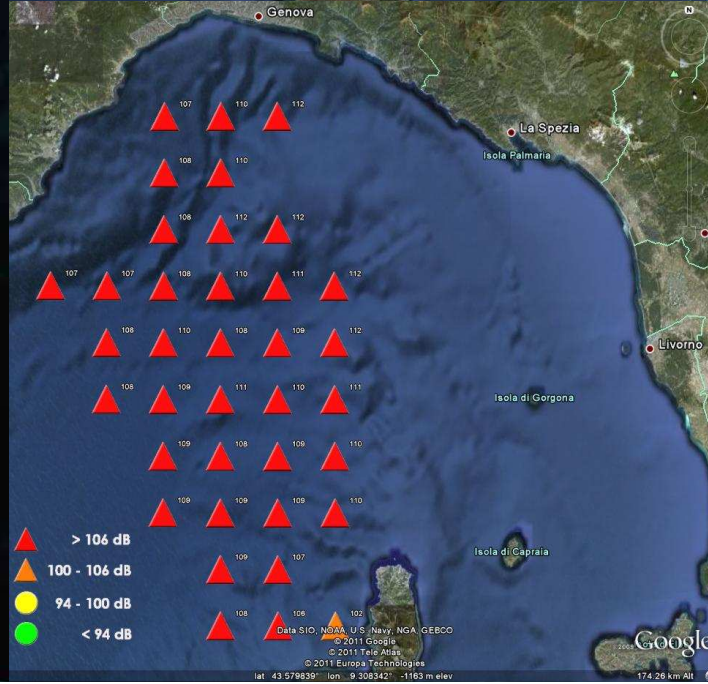 N
Genova
107 110 112
La Spezia
Isola Palmaria
108 110
108 112 112
107 107 108 110 111 112
108 110 108 109 112
Livorno
108 109 111 110 111
Isola di Gorgona
109 108 109 110
109 109 109 110
> 106 dB
Isola di Capraia
109 107
100 - 106 dB
94 - 100 dB
108 106 102
Data SIO, NOAA, U.S. Navy, NGA, GEBCO
< 94 dB
© 2011 Google
Google
© 2011 Tele Atlas
© 2011 Europa Technologies
lat 43.579839° lon 9.308342° -1163 m elev
174.26 km Alt